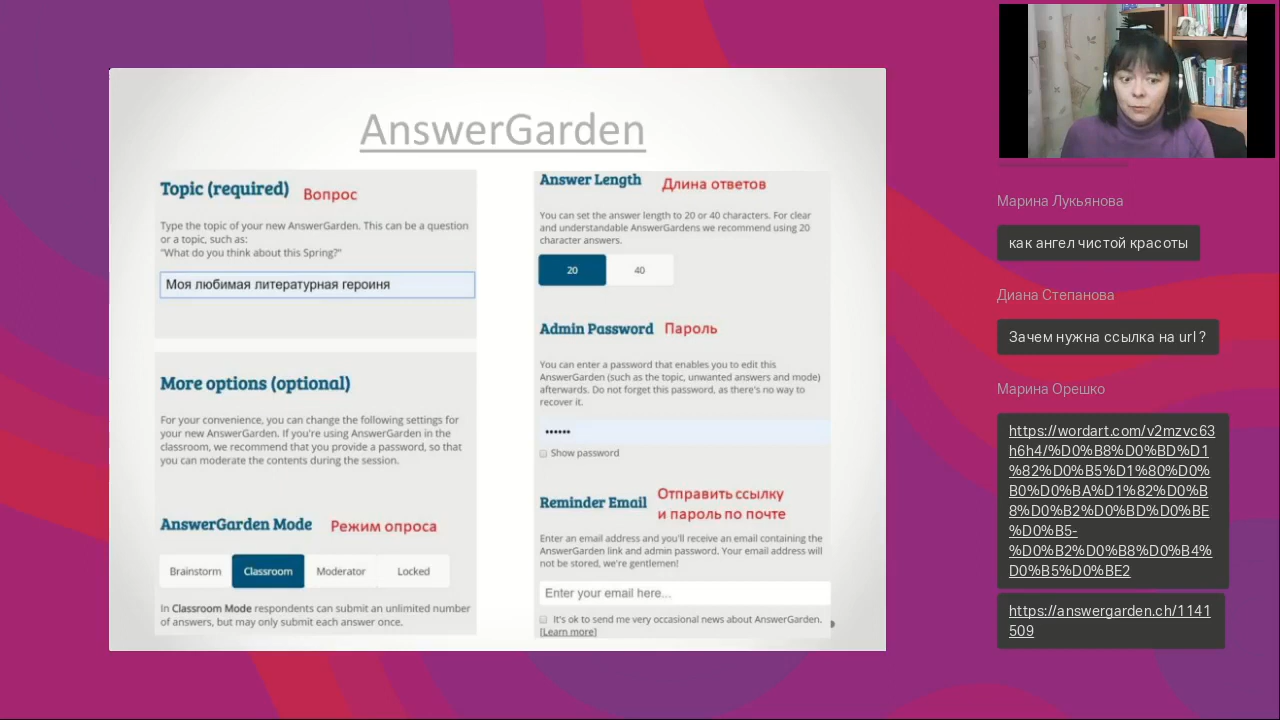 AnswerGarden
Topic (required) Вопрос
Type the topic of your new AnswerGarden. This can be a question
or a topic, such as:
"What do you think about this Spring?"
Моя любимая литературная героиня
More options (optional)
For your convenience, you can change the following settings for
your new AnswerGarden. If you're using AnswerGarden in the
classroom, we recommend that you provide a password, so that
you can moderate the contents during the session.
AnswerGarden Mode Режим опроса
Brainstorm Classroom Moderator Locked
In Classroom Mode respondents can submit an unlimited number
of answers, but may only submit each answer once.
Answer Length Длина ответов
You can set the answer length to 20 or 40 characters. For clear
and understandable AnswerGardens we recommend using 20
character answers.
20 40
Admin Password Пароль
You can enter a password that enables you to edit this
AnswerGarden (such as the topic, unwanted answers and mode)
afterwards. Do not forget this password, as there's no way to
recover it.
••••••
Show password
Reminder Email Отправить ссылку
и пароль по почте
Enter an email address and you'll receive an email containing the
AnswerGarden link and admin password. Your email address will
not be stored, we're gentlemen!
Enter your email here...
It's ok to send me very occasional news about AnswerGarden.
[Learn more]
Марина Лукьянова
как ангел чистой красоты
Диана Степанова
Зачем нужна ссылка на url ?
Марина Орешко
https://wordart.com/v2mzvc63
h6h4/%D0%B8%D0%BD%D1
%82%D0%B5%D1%80%D0%
B0%D0%BA%D1%82%D0%B
8%D0%B2%D0%BD%D0%BE
%D0%B5-
%D0%B2%D0%B8%D0%B4%
D0%B5%D0%BE2
https://answergarden.ch/1141
509